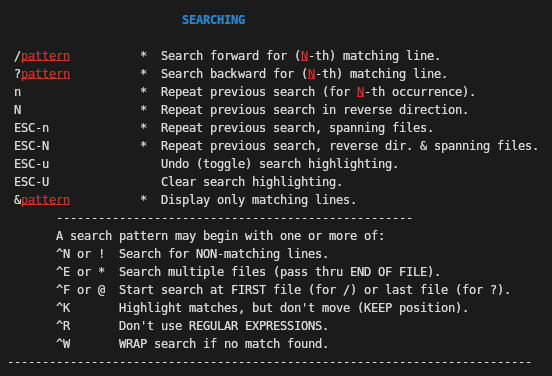 SEARCHING
/pattern * Search forward for (N-th) matching line.
?pattern * Search backward for (N-th) matching line.
n * Repeat previous search (for N-th occurrence).
N * Repeat previous search in reverse direction.
ESC-n * Repeat previous search, spanning files.
ESC-N * Repeat previous search, reverse dir. & spanning files.
ESC-u Undo (toggle) search highlighting.
ESC-U Clear search highlighting.
&pattern * Display only matching lines.
---------------------------------------------------
A search pattern may begin with one or more of:
^N or ! Search for NON-matching lines.
^E or * Search multiple files (pass thru END OF FILE).
^F or @ Start search at FIRST file (for /) or last file (for ?).
^K Highlight matches, but don't move (KEEP position).
^R Don't use REGULAR EXPRESSIONS.
^W WRAP search if no match found.
---------------------------------------------------------------------------